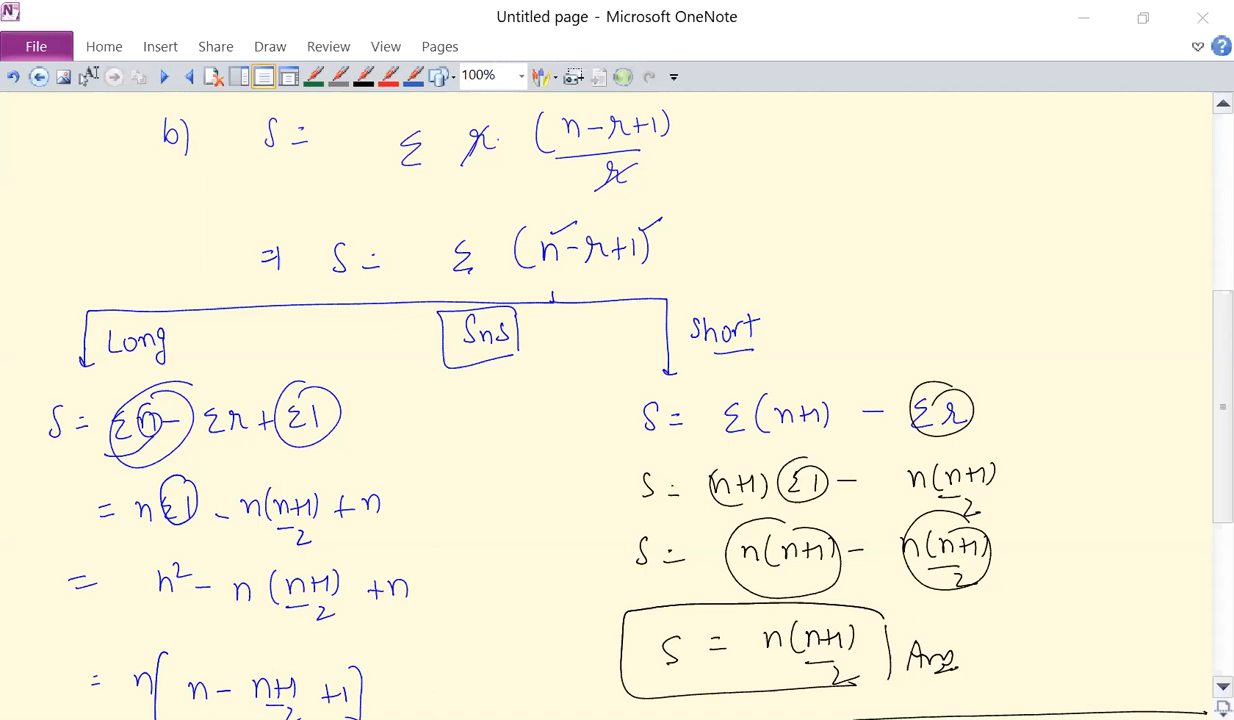 Untitled page - Microsoft OneNote
File Home Insert Share Draw Review View Pages
100%
b) S = Σ r. (n-r+1)/r
⇒ S = Σ (n-r+1)
Long
SnS
Short
S = Σn - Σr + Σ1
= nΣ1 - n(n+1)/2 + n
= n² - n(n+1)/2 + n
= n[n - n+1/2 +1]
S = Σ(n+1) - Σr
S = (n+1) Σ1 - n(n+1)/2
S = n(n+1) - n(n+1)/2
S = n(n+1)/2 Ans